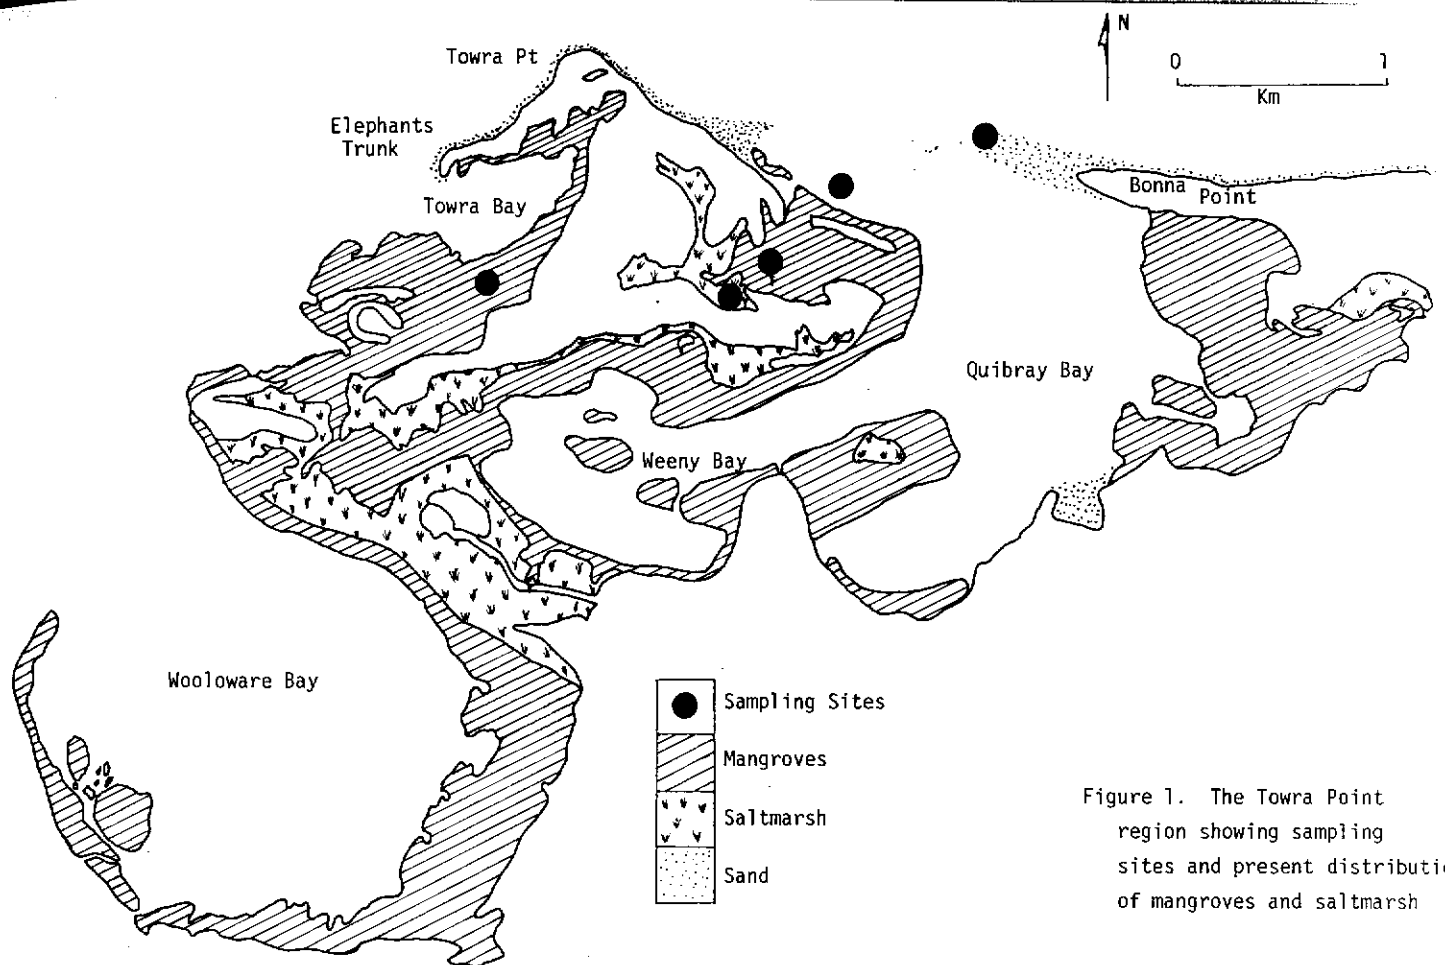 Towra Pt
N
0 1
Km
Elephants
Trunk
Bonna
Point
Towra Bay
Quibray Bay
Weeny Bay
Wooloware Bay
Sampling Sites
Mangroves
Saltmarsh
Sand
Figure 1. The Towra Point
region showing sampling
sites and present distributi
of mangroves and saltmarsh